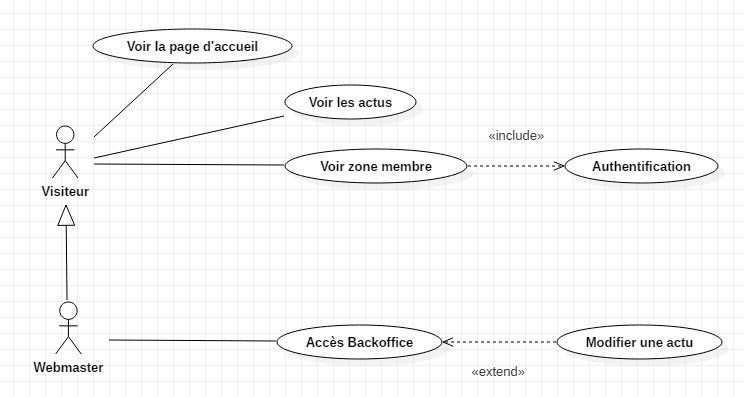 Voir la page d'accueil
Voir les actus
«include»
Voir zone membre
Authentification
Visiteur
Accès Backoffice
Modifier une actu
Webmaster
«extend»